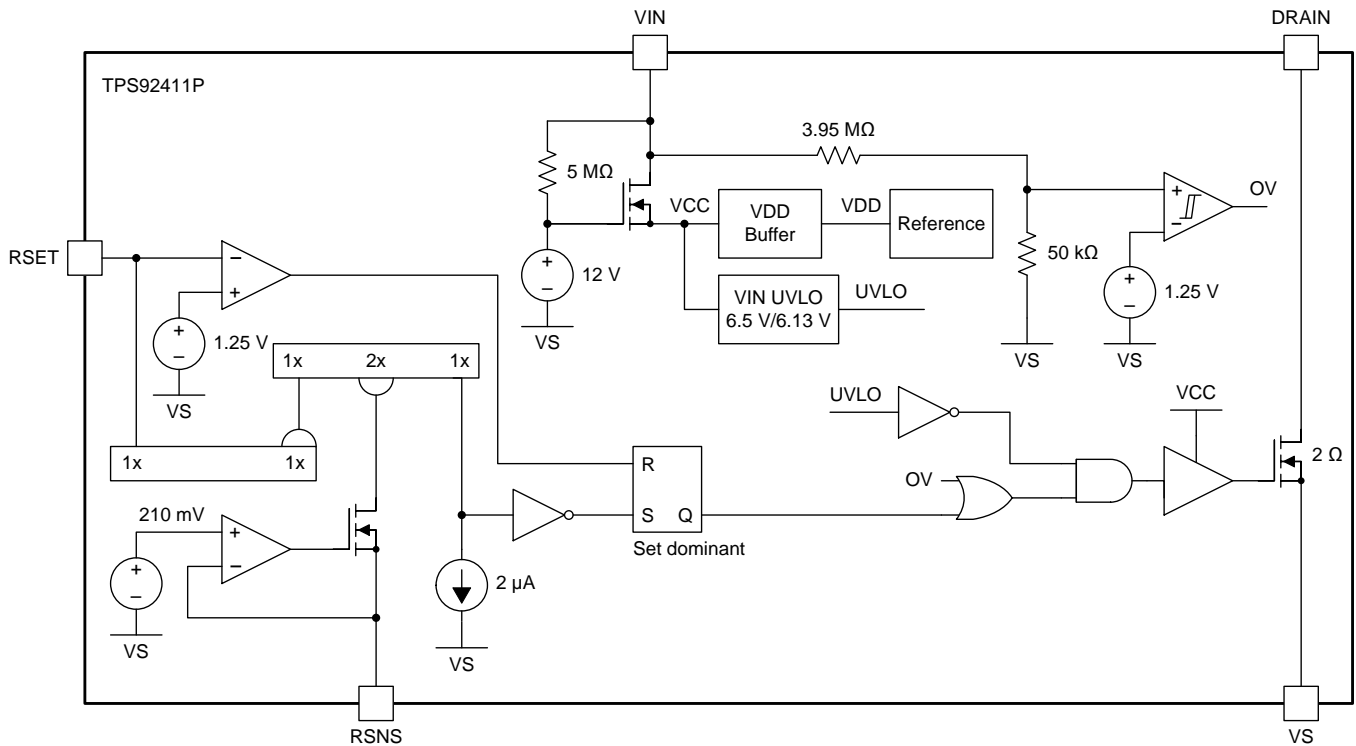 VIN
DRAIN
TPS92411P
3.95 MΩ
5 MΩ
+
OV
−
VCC
VDD
Buffer
VDD
Reference
RSET
−
+
50 kΩ
+
−
12 V
+
−
1.25 V
VIN UVLO
6.5 V/6.13 V
UVLO
+
−
1.25 V
VS
VS
VS
1x
2x
1x
VS
UVLO
VCC
1x
1x
R
2 Ω
OV
210 mV
S
Q
+
−
Set dominant
+
−
2 µA
VS
VS
RSNS
VS